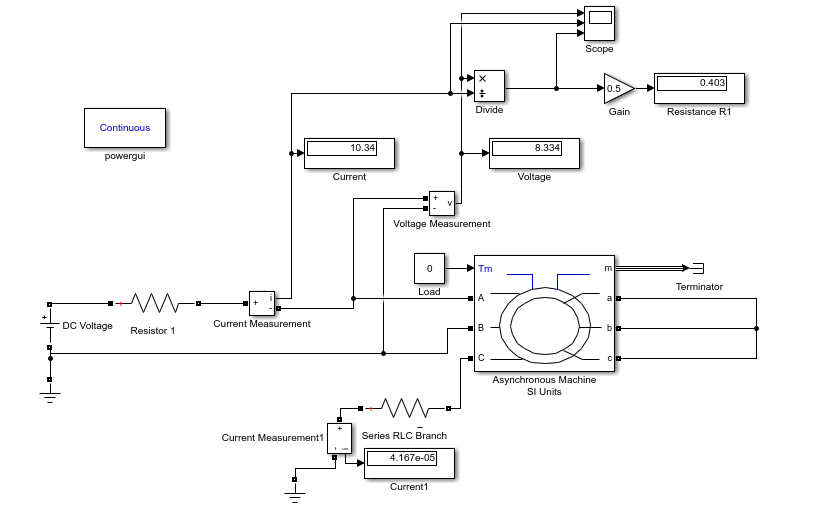 Scope
×
÷
Divide
0.5
Gain
0.403
Resistance R1
Continuous
powergui
10.34
Current
8.334
Voltage
+
-
v
Voltage Measurement
0
Load
Tm
m
A
a
B
b
C
c
Terminator
Asynchronous Machine
SI Units
+
DC Voltage
+
Resistor 1
+
i
-
Current Measurement
+
Series RLC Branch
Current Measurement1
+
4.167e-05
Current1